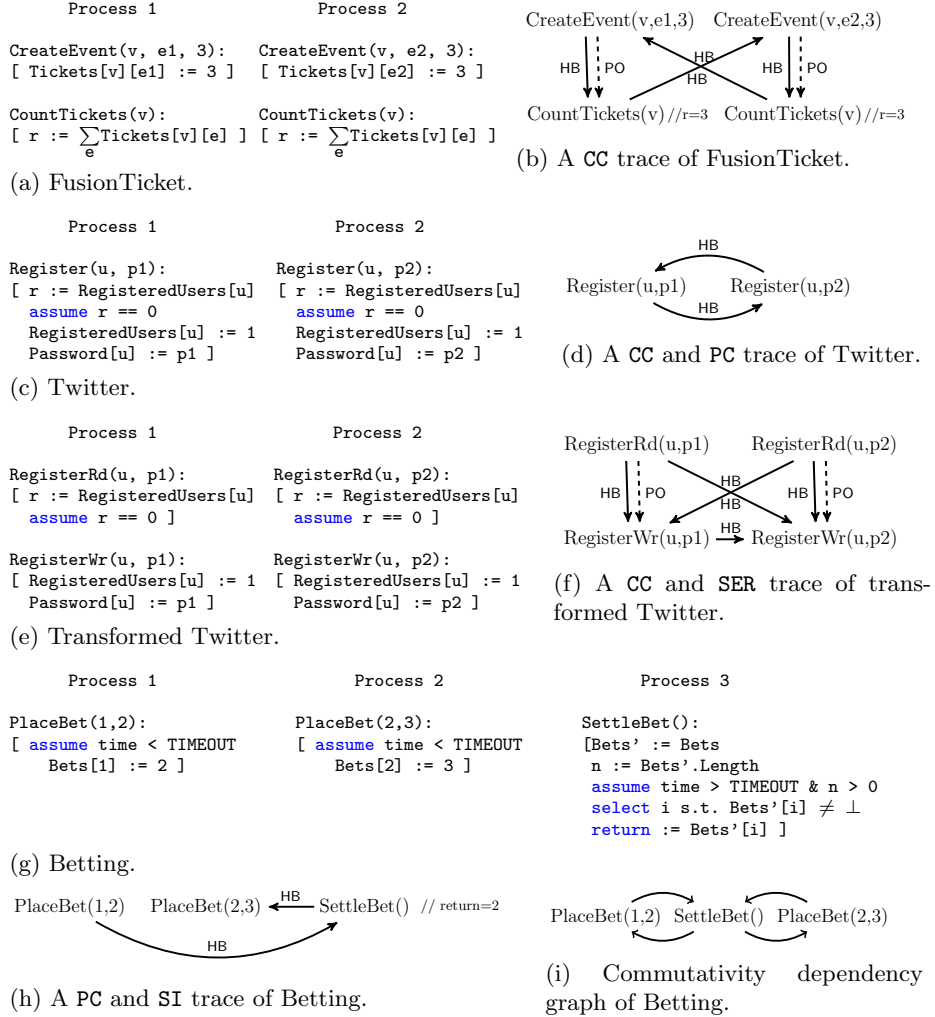 Process 1
Process 2
CreateEvent(v, e1, 3):
[ Tickets[v][e1] := 3 ]
CreateEvent(v, e2, 3):
[ Tickets[v][e2] := 3 ]
CountTickets(v):
[ r := ∑Tickets[v][e] ]
e
CountTickets(v):
[ r := ∑Tickets[v][e] ]
e
(a) FusionTicket.
CreateEvent(v,e1,3) CreateEvent(v,e2,3)
HB PO HB HB HB PO
CountTickets(v)//r=3 CountTickets(v)//r=3
(b) A CC trace of FusionTicket.
Process 1
Process 2
Register(u, p1):
[ r := RegisteredUsers[u]
assume r == 0
RegisteredUsers[u] := 1
Password[u] := p1 ]
Register(u, p2):
[ r := RegisteredUsers[u]
assume r == 0
RegisteredUsers[u] := 1
Password[u] := p2 ]
(c) Twitter.
HB
Register(u,p1) Register(u,p2)
HB
(d) A CC and PC trace of Twitter.
Process 1
Process 2
RegisterRd(u, p1):
[ r := RegisteredUsers[u]
assume r == 0 ]
RegisterRd(u, p2):
[ r := RegisteredUsers[u]
assume r == 0 ]
RegisterWr(u, p1):
[ RegisteredUsers[u] := 1
Password[u] := p1 ]
RegisterWr(u, p2):
[ RegisteredUsers[u] := 1
Password[u] := p2 ]
(e) Transformed Twitter.
RegisterRd(u,p1) RegisterRd(u,p2)
HB PO HB HB HB PO
RegisterWr(u,p1) HB RegisterWr(u,p2)
(f) A CC and SER trace of trans-
formed Twitter.
Process 1
Process 2
Process 3
PlaceBet(1,2):
[ assume time < TIMEOUT
Bets[1] := 2 ]
PlaceBet(2,3):
[ assume time < TIMEOUT
Bets[2] := 3 ]
SettleBet():
[Bets' := Bets
n := Bets'.Length
assume time > TIMEOUT & n > 0
select i s.t. Bets'[i] ≠ ⊥
return := Bets'[i] ]
(g) Betting.
PlaceBet(1,2) PlaceBet(2,3) HB SettleBet() // return=2
HB
(h) A PC and SI trace of Betting.
PlaceBet(1,2) SettleBet() PlaceBet(2,3)
(i) Commutativity dependency
graph of Betting.